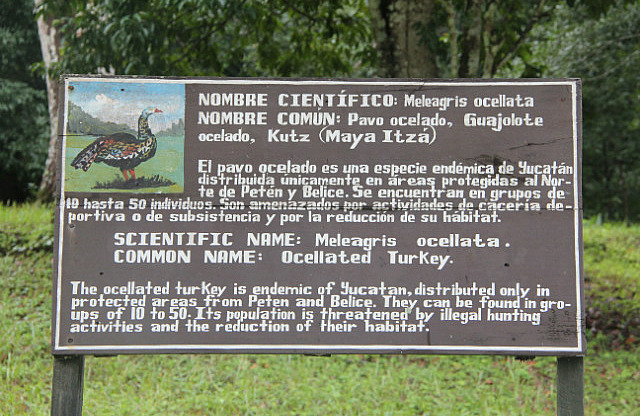 NOMBRE CIENTÍFICO: Meleagris ocellata
NOMBRE COMÚN: Pavo ocelado, Guajolote
ocelado, Kutz (Maya Itzá)
El pavo ocelado es una especie endémica de Yucatán
distribuida únicamente en areas protegidas al Nor-
te de Petén y Belice. Se encuentran en grupos de
10 hasta 50 individuos. Son amenazados por actividades de cacería de-
portiva o de subsistencia y por la reducción de su hábitat.
SCIENTIFIC NAME: Meleagris ocellata.
COMMON NAME: Ocellated Turkey.
The ocellated turkey is endemic of Yucatan, distributed only in
protected areas from Peten and Belice. They can be found in gro-
ups of 10 to 50. Its population is threatened by illegal hunting
activities and the reduction of their habitat.